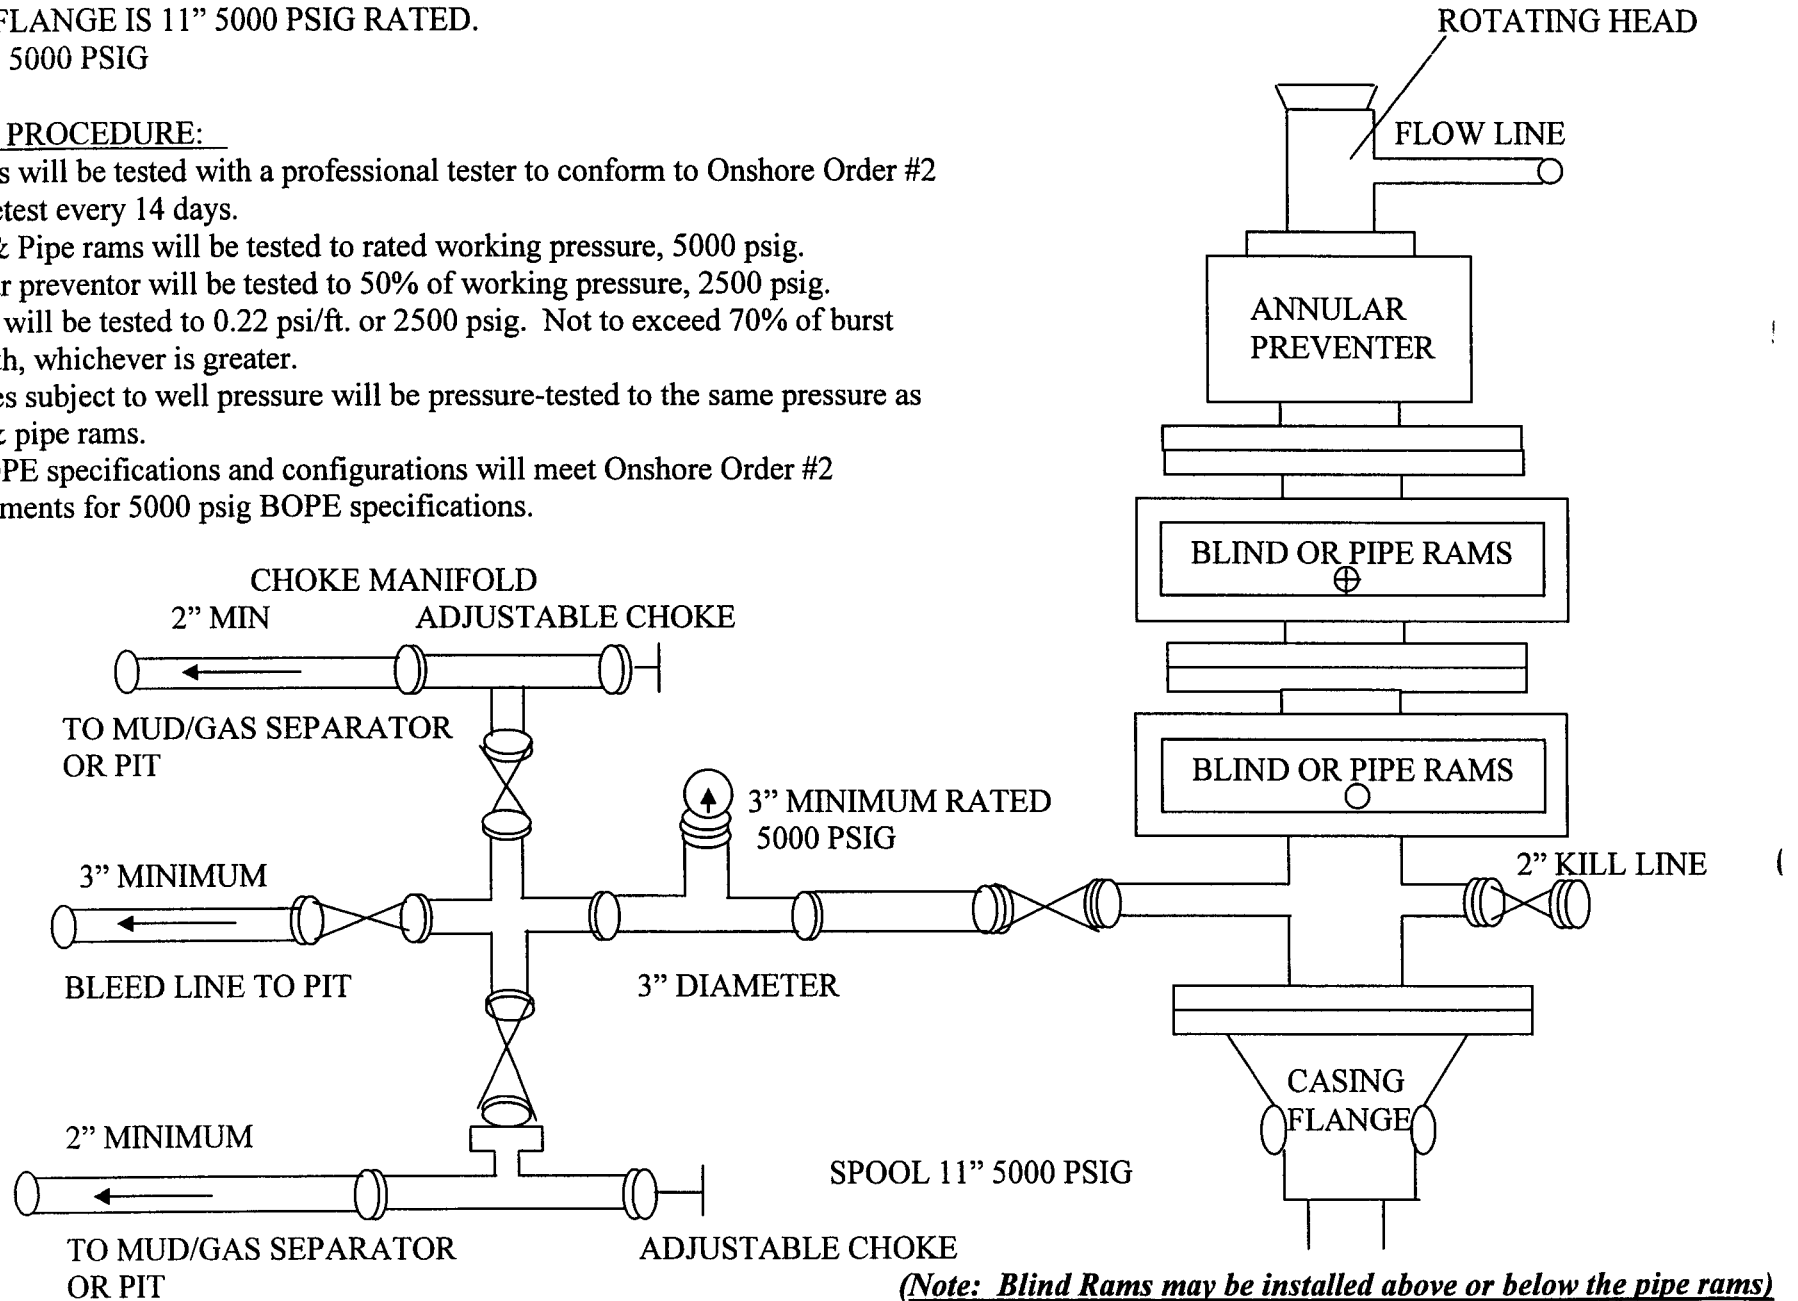 FLANGE IS 11” 5000 PSIG RATED.
5000 PSIG
PROCEDURE:
s will be tested with a professional tester to conform to Onshore Order #2
etest every 14 days.
& Pipe rams will be tested to rated working pressure, 5000 psig.
r preventor will be tested to 50% of working pressure, 2500 psig.
will be tested to 0.22 psi/ft. or 2500 psig.  Not to exceed 70% of burst
th, whichever is greater.
es subject to well pressure will be pressure-tested to the same pressure as
& pipe rams.
OPE specifications and configurations will meet Onshore Order #2
ments for 5000 psig BOPE specifications.
ROTATING HEAD
FLOW LINE
ANNULAR
PREVENTER
BLIND OR PIPE RAMS
BLIND OR PIPE RAMS
2” KILL LINE
CASING
FLANGE
CHOKE MANIFOLD
2” MIN
ADJUSTABLE CHOKE
TO MUD/GAS SEPARATOR
OR PIT
3” MINIMUM RATED
5000 PSIG
3” MINIMUM
BLEED LINE TO PIT
3” DIAMETER
2” MINIMUM
SPOOL 11” 5000 PSIG
TO MUD/GAS SEPARATOR
OR PIT
ADJUSTABLE CHOKE
(Note:  Blind Rams may be installed above or below the pipe rams)